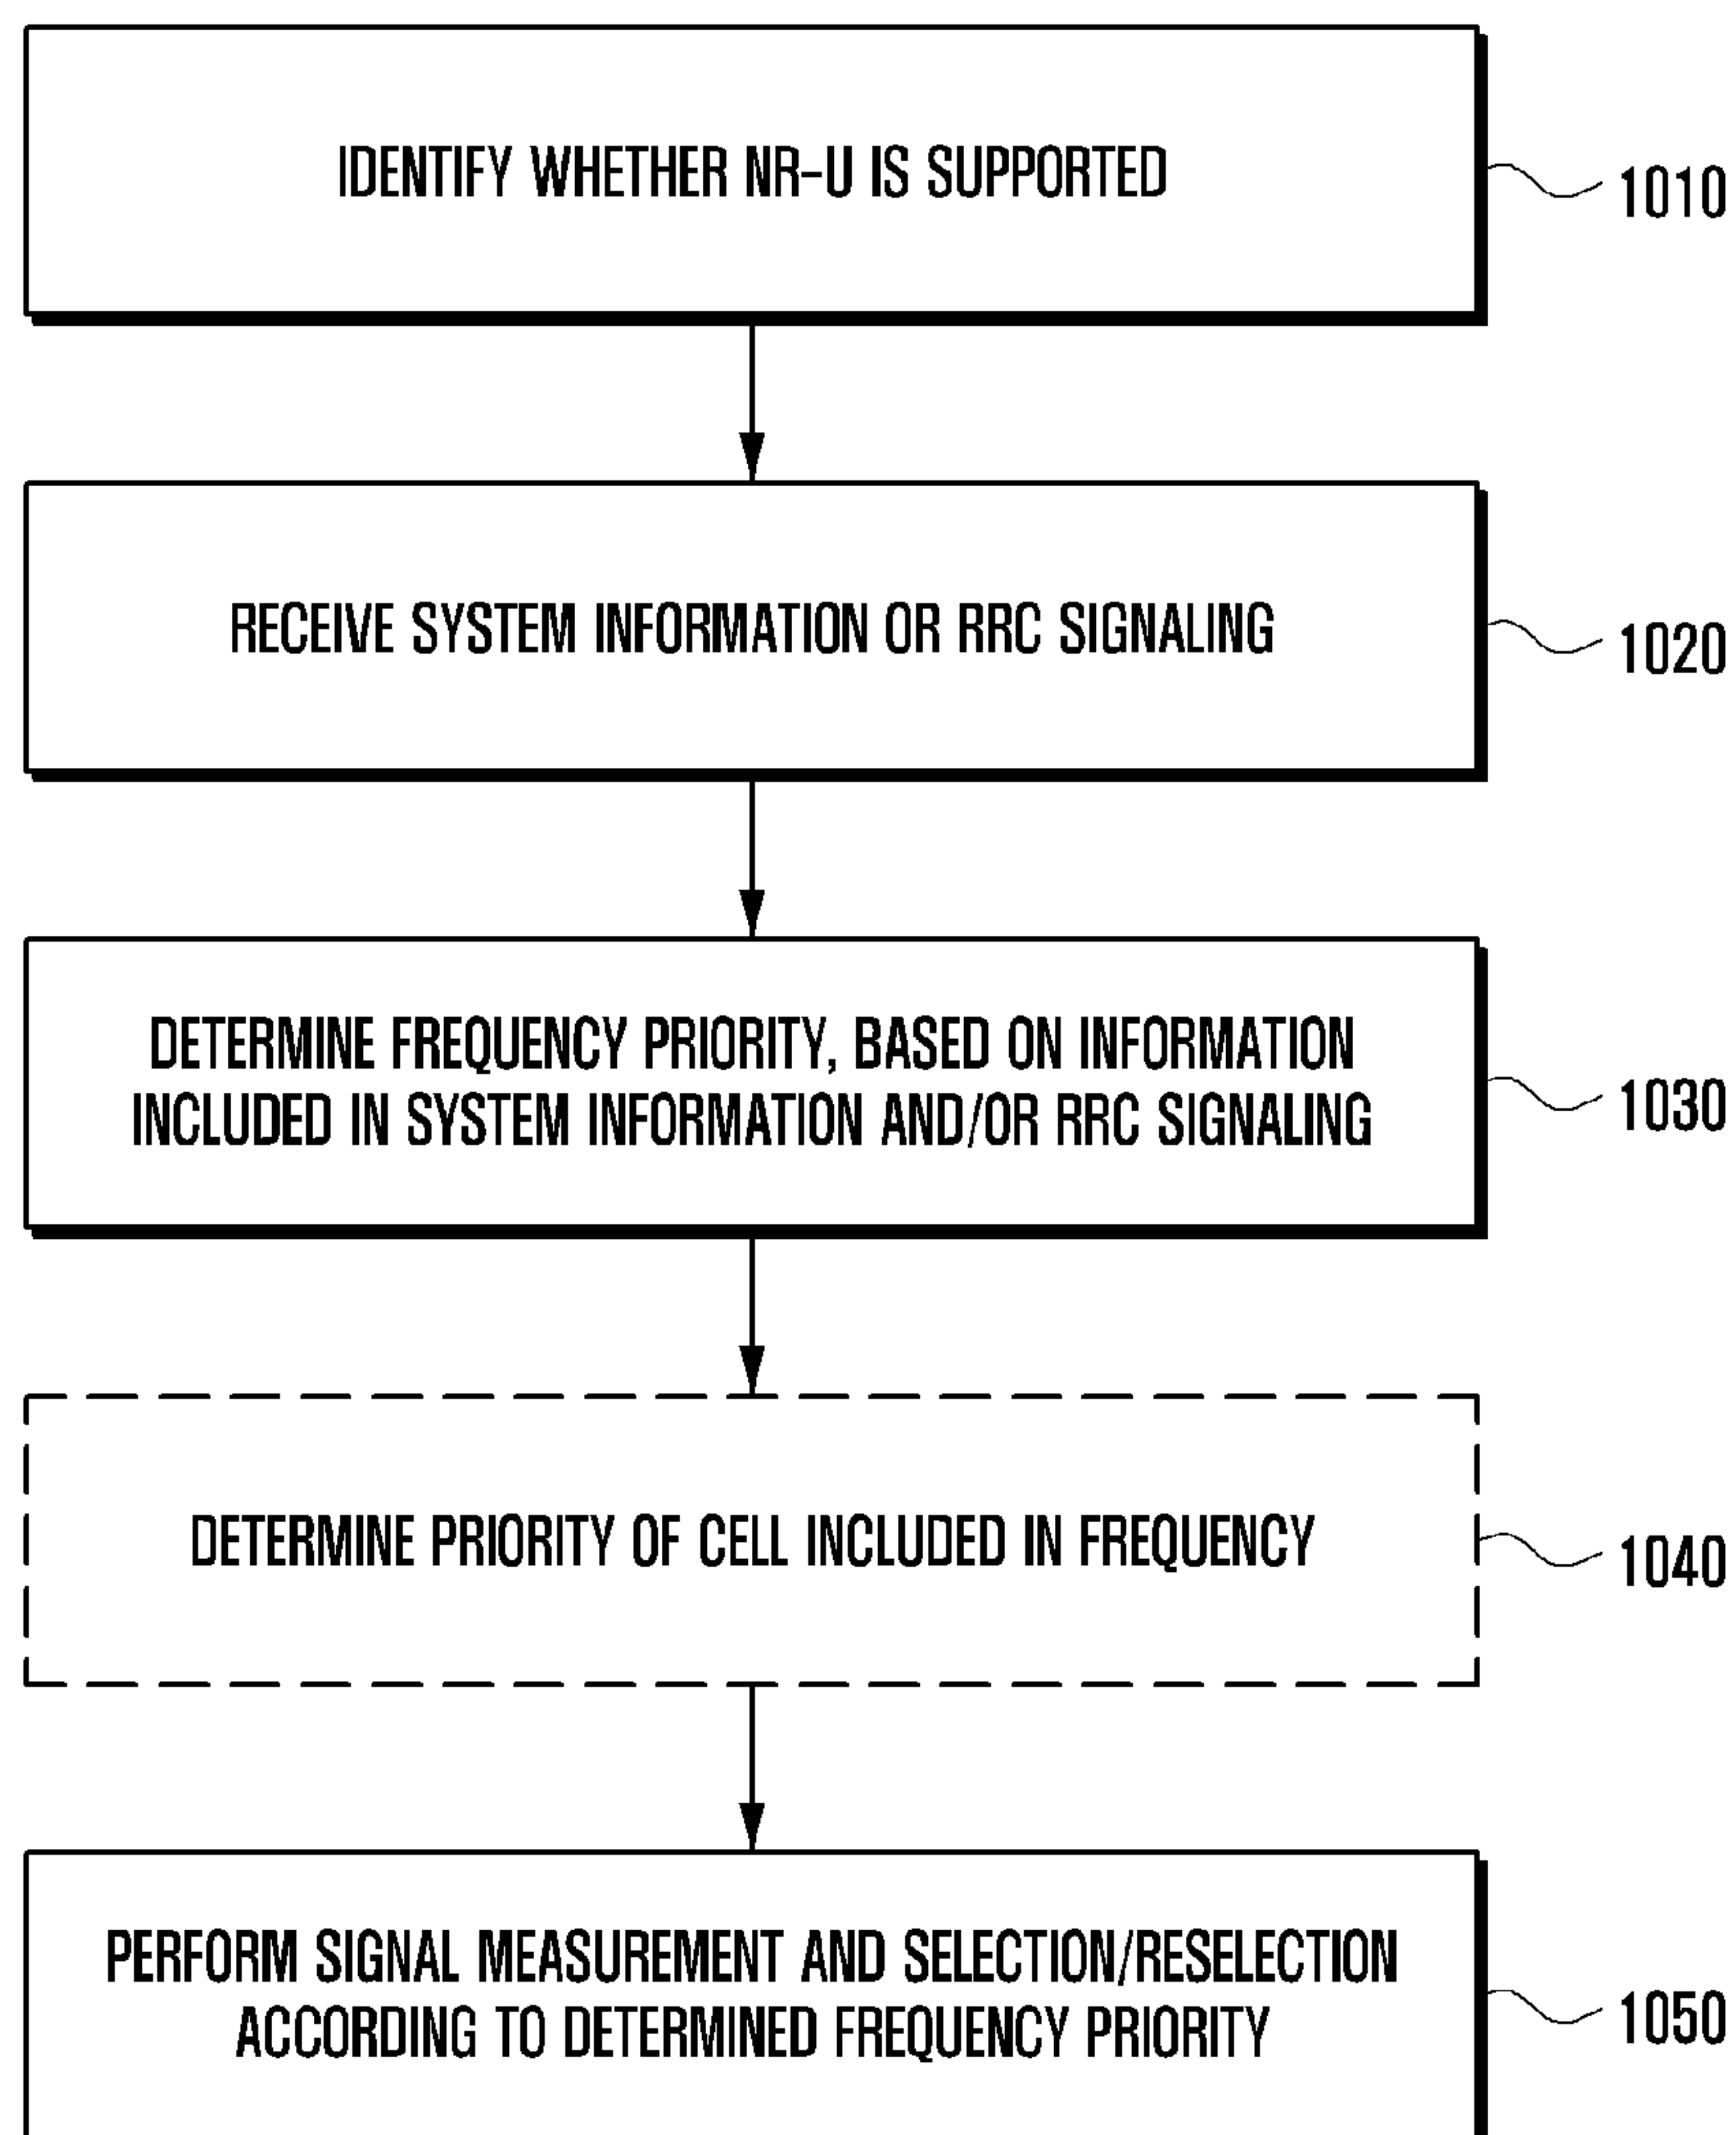 IDENTIFY WHETHER NR-U IS SUPPORTED
1010
RECEIVE SYSTEM INFORMATION OR RRC SIGNALING
1020
DETERMINE FREQUENCY PRIORITY, BASED ON INFORMATION
INCLUDED IN SYSTEM INFORMATION AND/OR RRC SIGNALING
1030
DETERMINE PRIORITY OF CELL INCLUDED IN FREQUENCY
1040
PERFORM SIGNAL MEASUREMENT AND SELECTION/RESELECTION
ACCORDING TO DETERMINED FREQUENCY PRIORITY
1050